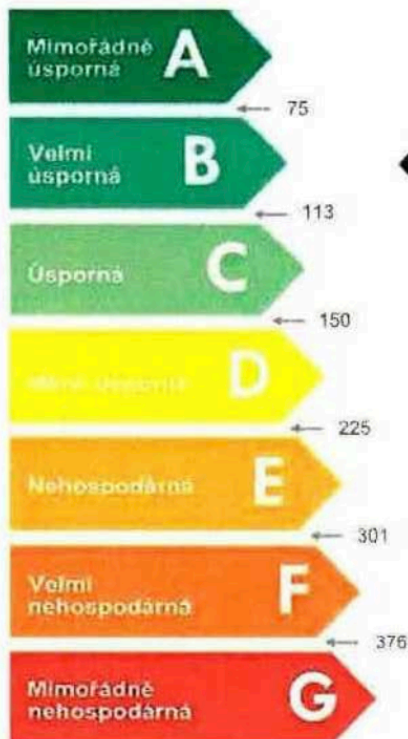 Mimořádně
úsporná
A
75
Velmi
úsporná
B
113
Úsporná
C
150
D
225
Nehospodárná
E
301
Velmi
nehospodárná
F
376
Mimořádně
nehospodárná
G